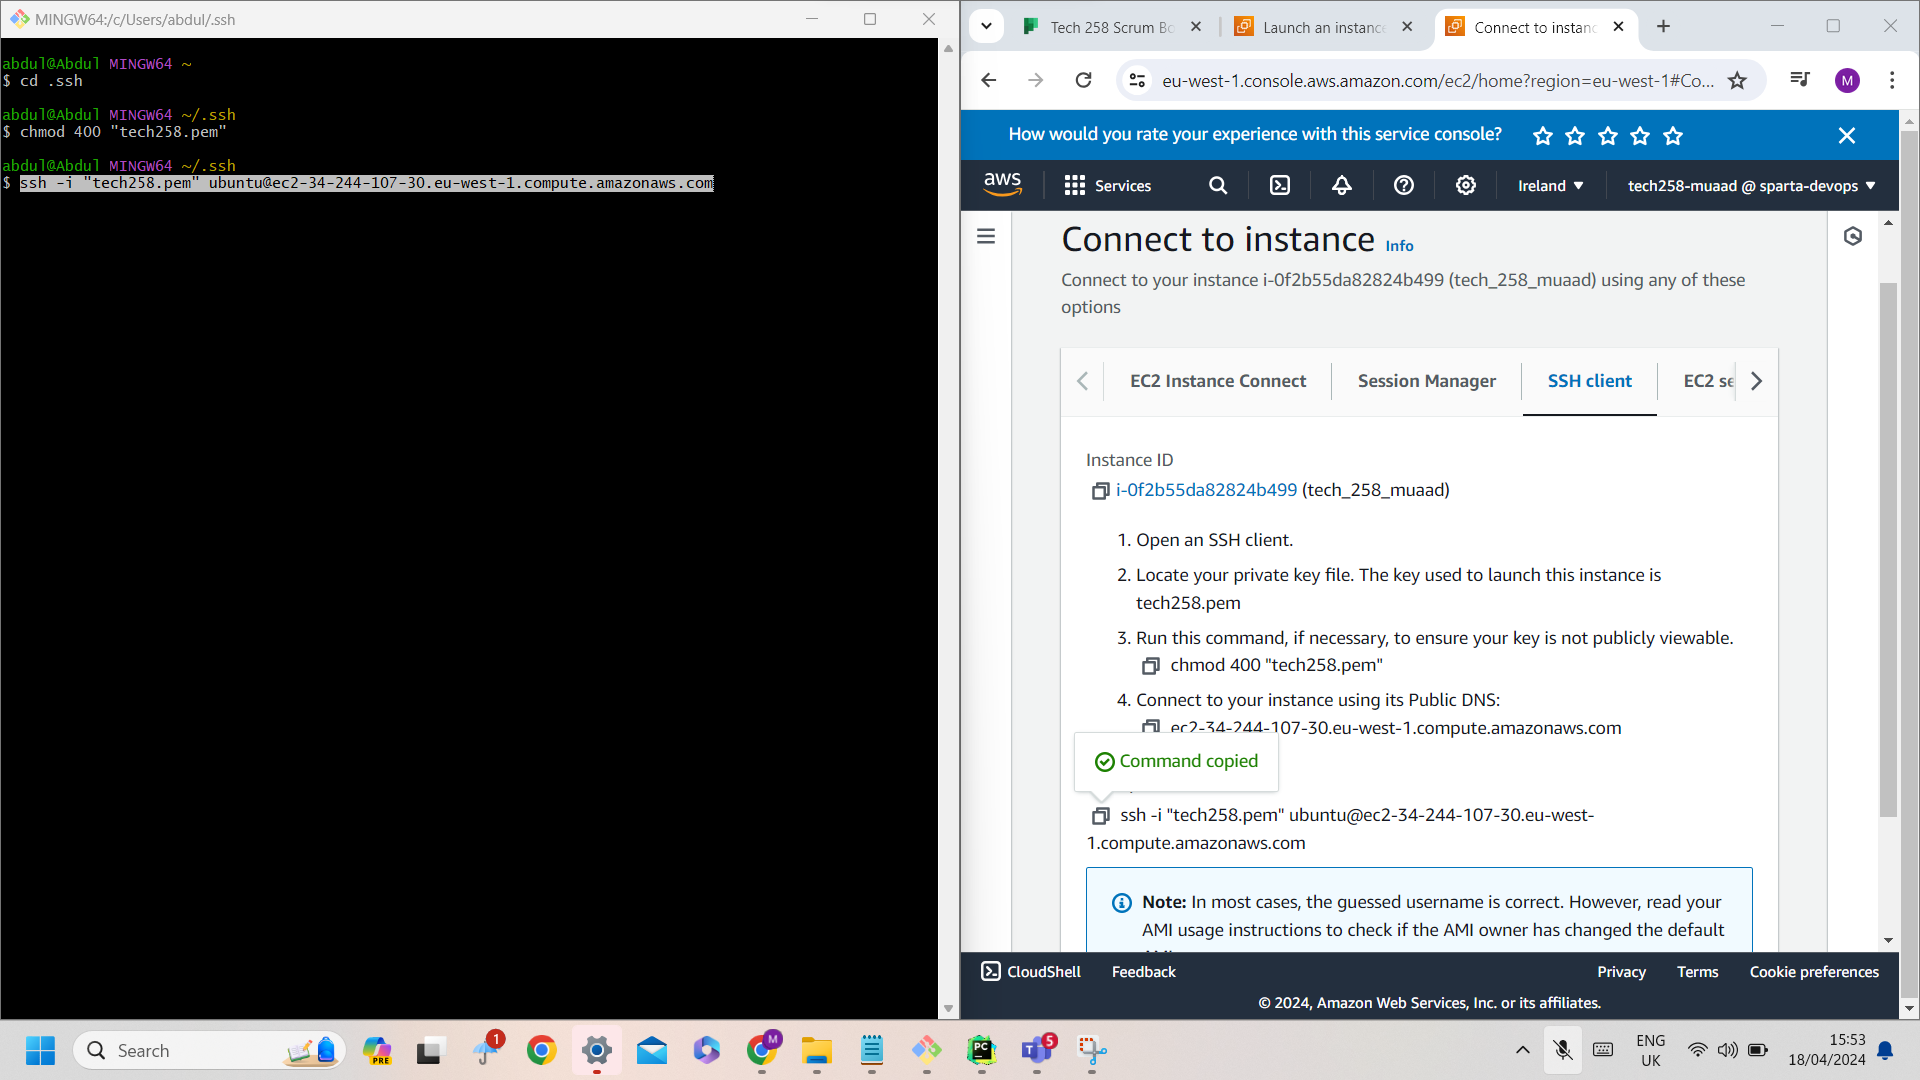 MINGW64:/c/Users/abdul/.ssh
abdul@Abdul MINGW64 ~
$ cd .ssh
abdul@Abdul MINGW64 ~/.ssh
$ chmod 400 "tech258.pem"
abdul@Abdul MINGW64 ~/.ssh
$ ssh -i "tech258.pem" ubuntu@ec2-34-244-107-30.eu-west-1.compute.amazonaws.com
Tech 258 Scrum Bo
Launch an instance
Connect to instanc
eu-west-1.console.aws.amazon.com/ec2/home?region=eu-west-1#Co...
M
How would you rate your experience with this service console?
aws
Services
Ireland
tech258-muaad @ sparta-devops
Connect to instance Info
Connect to your instance i-0f2b55da82824b499 (tech_258_muaad) using any of these
options
EC2 Instance Connect
Session Manager
SSH client
EC2 se
Instance ID
i-0f2b55da82824b499 (tech_258_muaad)
1. Open an SSH client.
2. Locate your private key file. The key used to launch this instance is
tech258.pem
3. Run this command, if necessary, to ensure your key is not publicly viewable.
chmod 400 "tech258.pem"
4. Connect to your instance using its Public DNS:
ec2-34-244-107-30.eu-west-1.compute.amazonaws.com
Command copied
ssh -i "tech258.pem" ubuntu@ec2-34-244-107-30.eu-west-
1.compute.amazonaws.com
Note: In most cases, the guessed username is correct. However, read your
AMI usage instructions to check if the AMI owner has changed the default
CloudShell
Feedback
Privacy
Terms
Cookie preferences
© 2024, Amazon Web Services, Inc. or its affiliates.
Search
PRE
1
M
PC
5
ENG
UK
15:53
18/04/2024